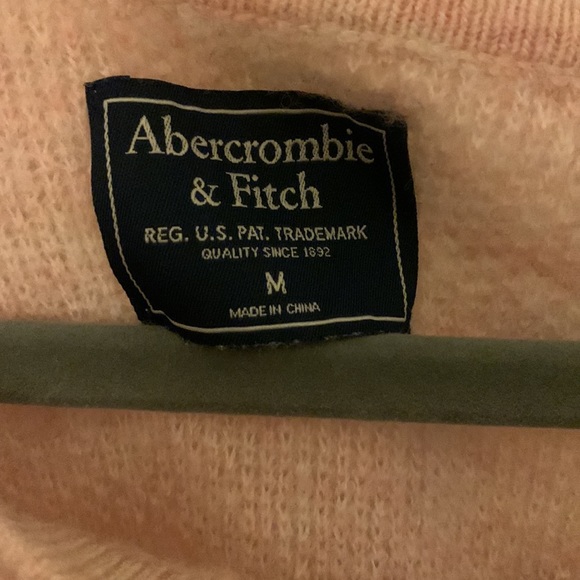 Abercrombie
& Fitch
REG. U.S. PAT. TRADEMARK
QUALITY SINCE 1892
M
MADE IN CHINA